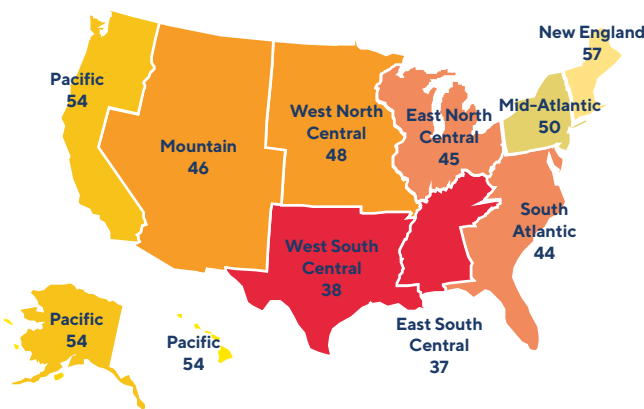 New England
57
Pacific
54
Mid-Atlantic
50
West North
Central
48
East North
Central
45
Mountain
46
South
Atlantic
44
West South
Central
38
East South
Central
37
Pacific
54
Pacific
54